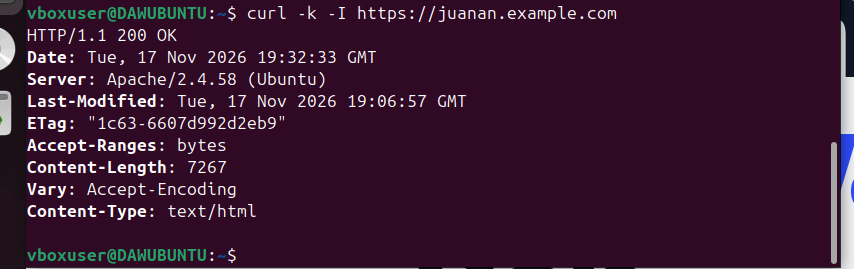 vboxuser@DAWUBUNTU:~$ curl -k -I https://juanan.example.com
HTTP/1.1 200 OK
Date: Tue, 17 Nov 2026 19:32:33 GMT
Server: Apache/2.4.58 (Ubuntu)
Last-Modified: Tue, 17 Nov 2026 19:06:57 GMT
ETag: "1c63-6607d992d2eb9"
Accept-Ranges: bytes
Content-Length: 7267
Vary: Accept-Encoding
Content-Type: text/html
vboxuser@DAWUBUNTU:~$